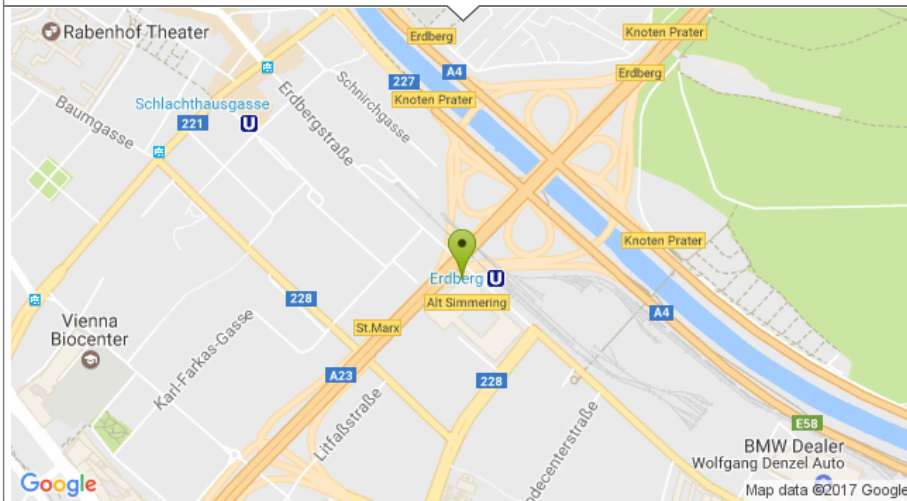 Rabenhof Theater
Erdberg
Knoten Prater
A4
Erdberg
227
Schnirchgasse
Knoten Prater
Schlachthausgasse
221
U
Erdbergstraße
Baumgasse
Knoten Prater
Erdberg
U
Alt Simmering
228
A4
St.Marx
Vienna
Biocenter
Karl-Farkas-Gasse
A23
228
Litfaßstraße
odecenterstraße
E58
BMW Dealer
Wolfgang Denzel Auto
Google
Map data ©2017 Google